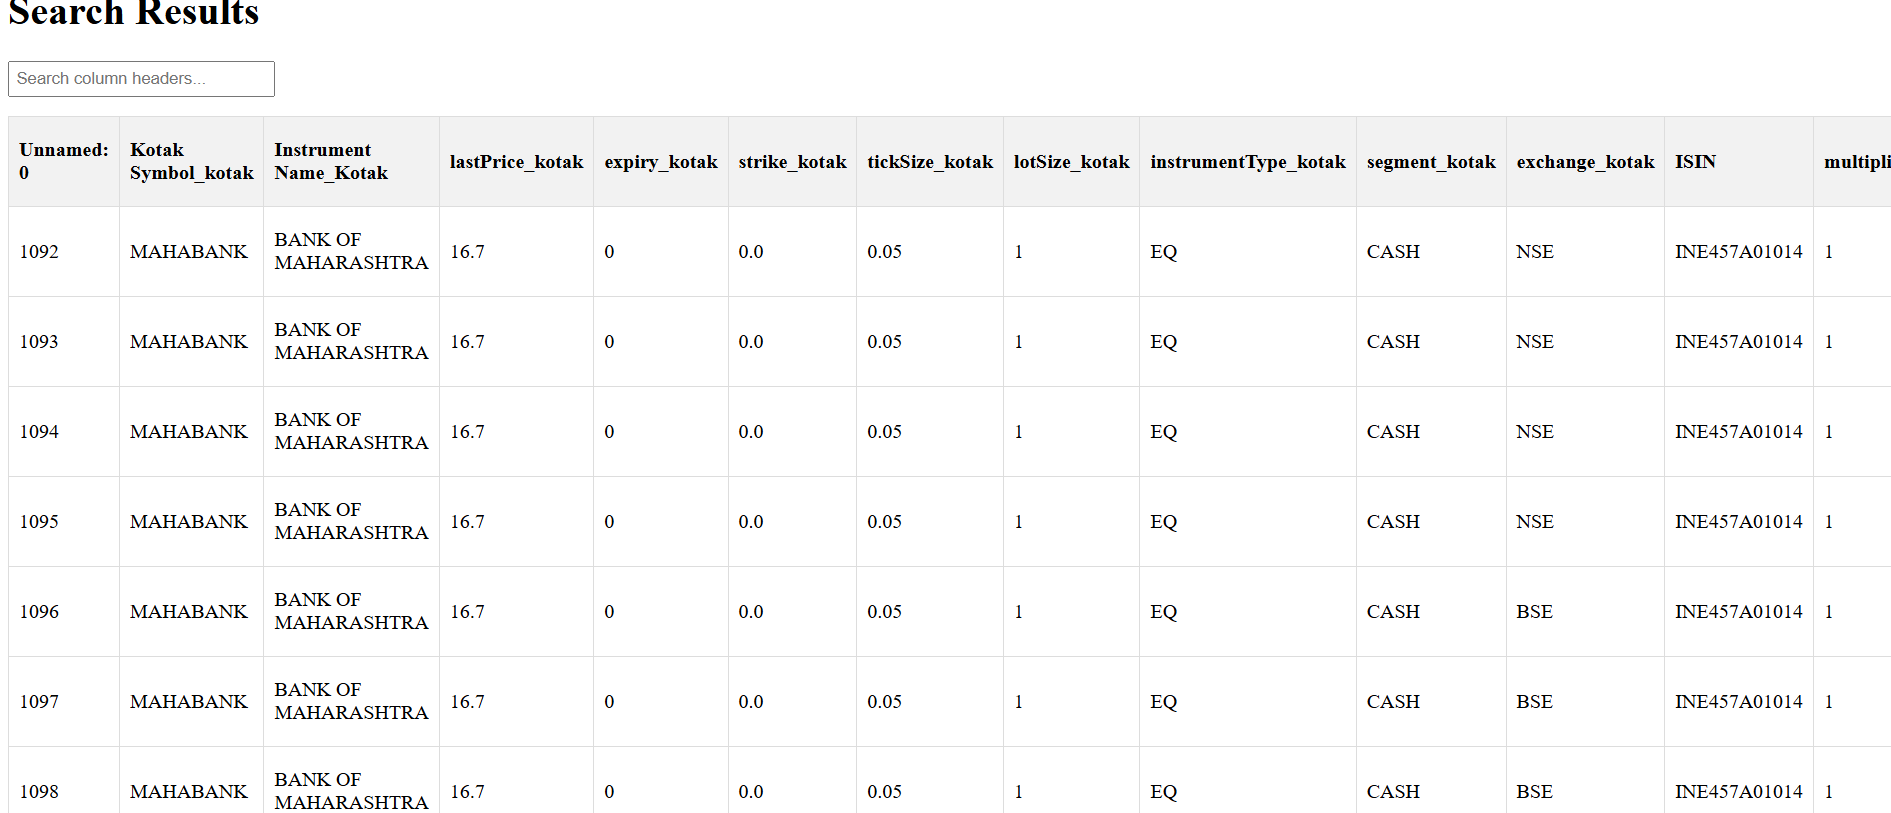 Search Results
Search column headers...
Unnamed: 0 Kotak Symbol_kotak Instrument Name_Kotak lastPrice_kotak expiry_kotak strike_kotak tickSize_kotak lotSize_kotak instrumentType_kotak segment_kotak exchange_kotak ISIN multipli
1092 MAHABANK BANK OF MAHARASHTRA 16.7 0 0.0 0.05 1 EQ CASH NSE INE457A01014 1
1093 MAHABANK BANK OF MAHARASHTRA 16.7 0 0.0 0.05 1 EQ CASH NSE INE457A01014 1
1094 MAHABANK BANK OF MAHARASHTRA 16.7 0 0.0 0.05 1 EQ CASH NSE INE457A01014 1
1095 MAHABANK BANK OF MAHARASHTRA 16.7 0 0.0 0.05 1 EQ CASH NSE INE457A01014 1
1096 MAHABANK BANK OF MAHARASHTRA 16.7 0 0.0 0.05 1 EQ CASH BSE INE457A01014 1
1097 MAHABANK BANK OF MAHARASHTRA 16.7 0 0.0 0.05 1 EQ CASH BSE INE457A01014 1
1098 MAHABANK BANK OF MAHARASHTRA 16.7 0 0.0 0.05 1 EQ CASH BSE INE457A01014 1